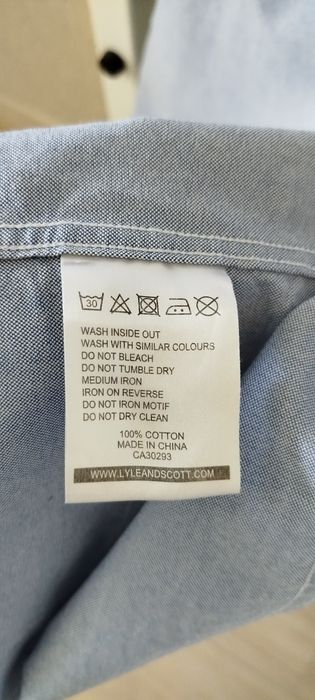 30
WASH INSIDE OUT
WASH WITH SIMILAR COLOURS
DO NOT BLEACH
DO NOT TUMBLE DRY
MEDIUM IRON
IRON ON REVERSE
DO NOT IRON MOTIF
DO NOT DRY CLEAN
100% COTTON
MADE IN CHINA
CA30293
WWW.LYLEANDSCOTT.COM